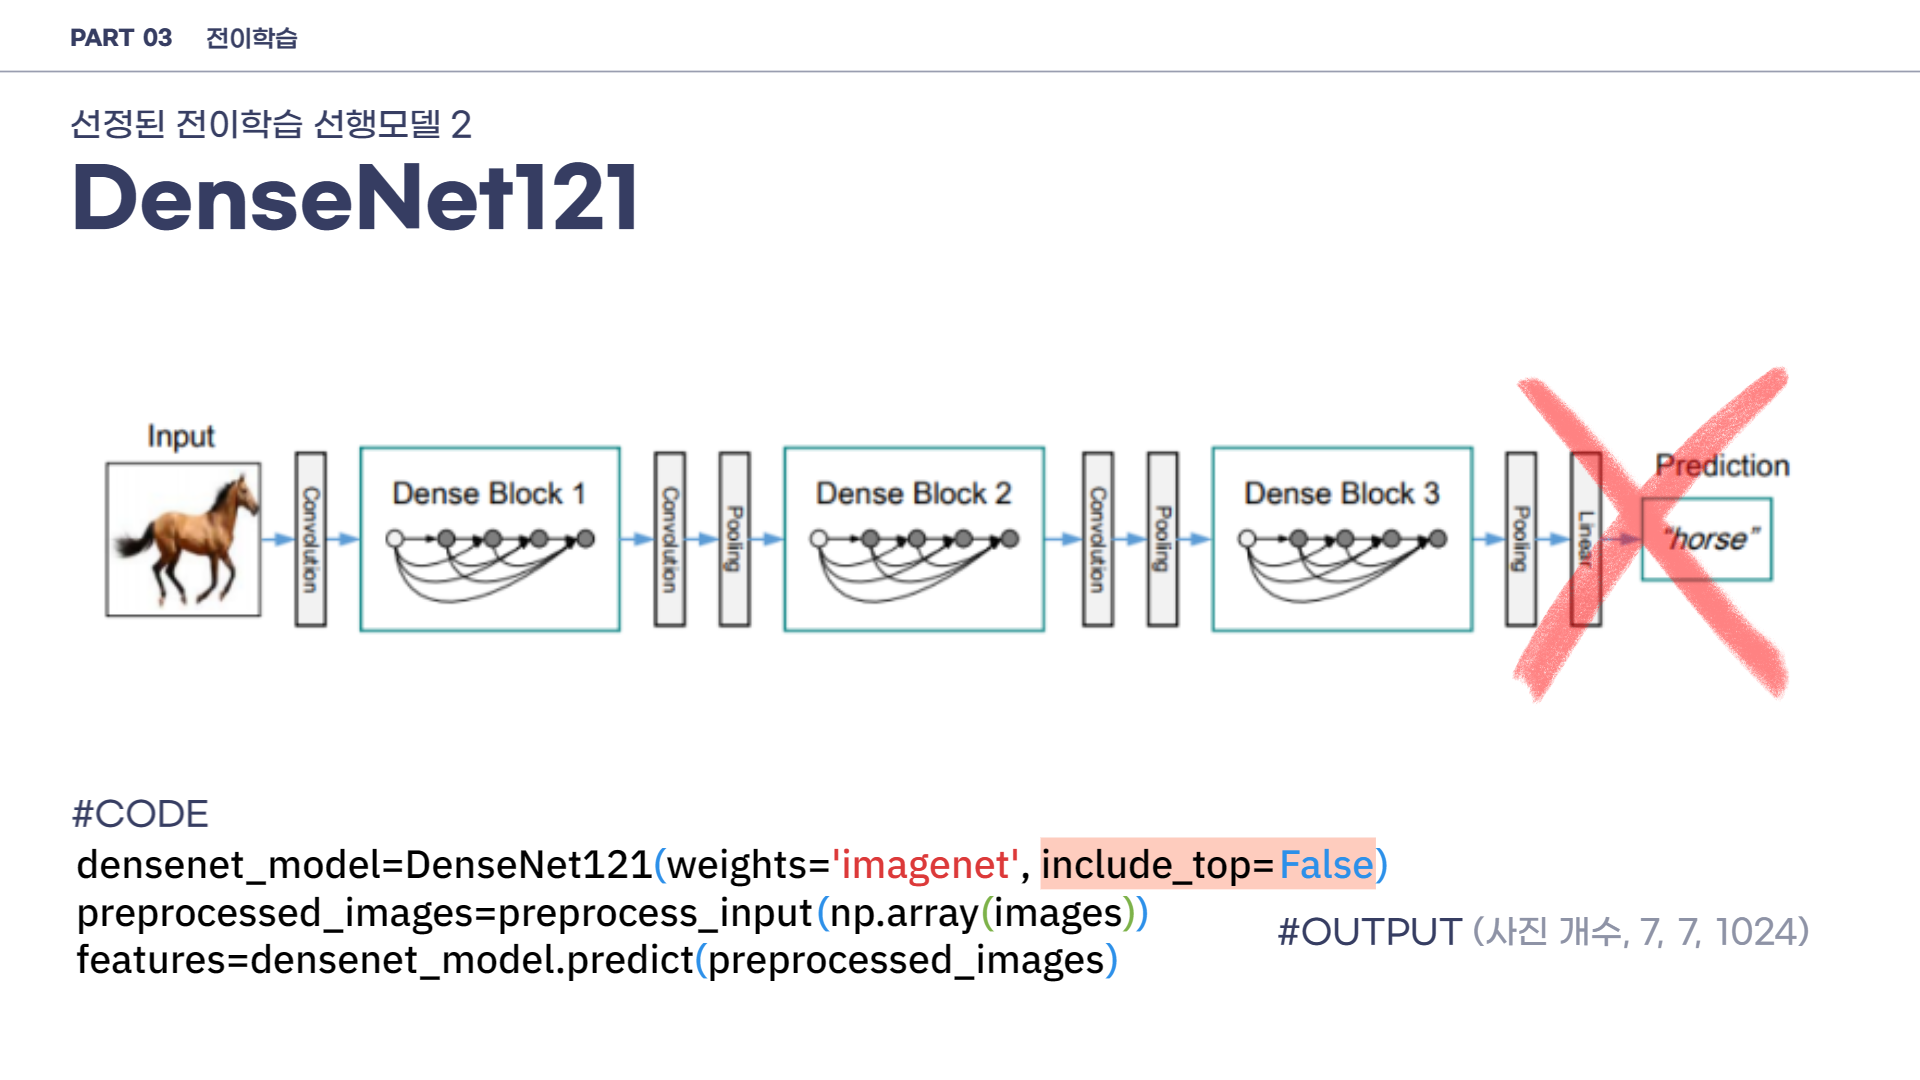 PART 03 전이학습
선정된 전이학습 선행모델 2
DenseNet121
Input
Convolution
Dense Block 1
Convolution
Pooling
Dense Block 2
Convolution
Pooling
Dense Block 3
Pooling
Linear
Prediction
"horse"
#CODE
densenet_model=DenseNet121(weights='imagenet', include_top=False)
preprocessed_images=preprocess_input(np.array(images))
features=densenet_model.predict(preprocessed_images)
#OUTPUT (사진 개수, 7, 7, 1024)